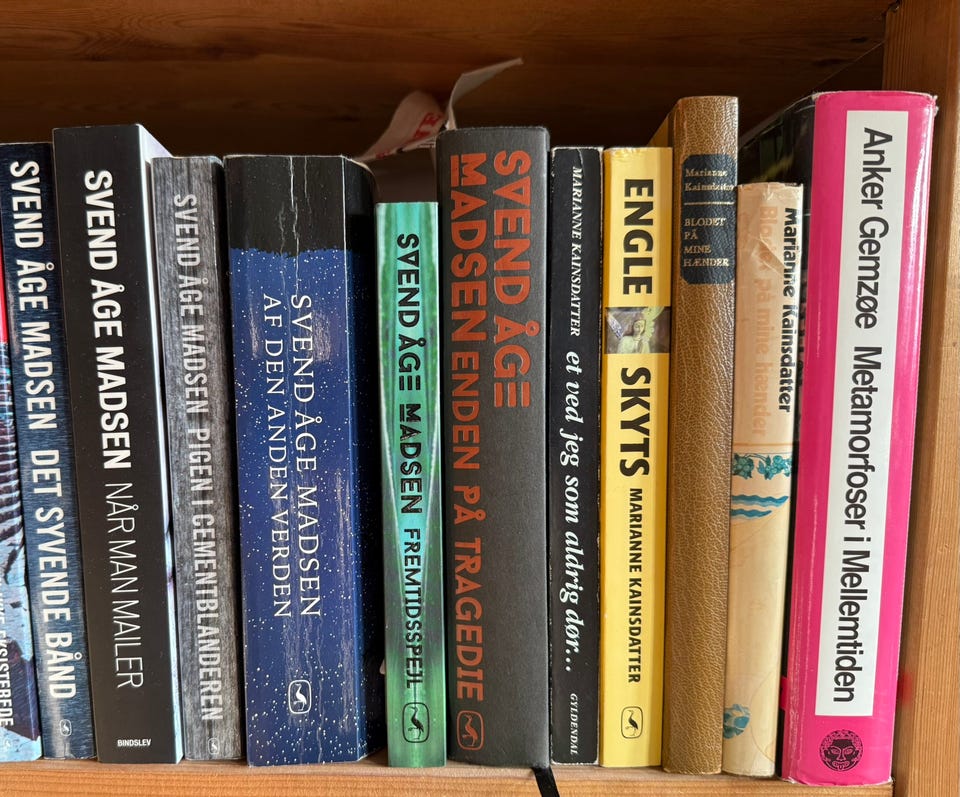 SVEND ÅGE MADSEN DET SYVENDE BÅND
SVEND ÅGE MADSEN NÅR MAN MAILER
BINDSLEV
SVEND ÅGE MADSEN PIGEN I CEMENTBLANDEREN
SVEND ÅGE MADSEN
AF DEN ANDEN VERDEN
SVEND ÅGE MADSEN FREMTIDSSPEJL
SVEND ÅGE
MADSEN ENDEN PÅ TRAGEDIE
MARIANNE KAINSDATTER et ved jeg som aldrig dør... GYLDENDAL
ENGLE SKYTS MARIANNE KAINSDATTER
Marianne
Kainsdatter
BLODET
PÅ
MINE
HÆNDER
Marianne Kainsdatter
på mine hænder
Anker Gemzøe Metamorfoser i Mellemtiden